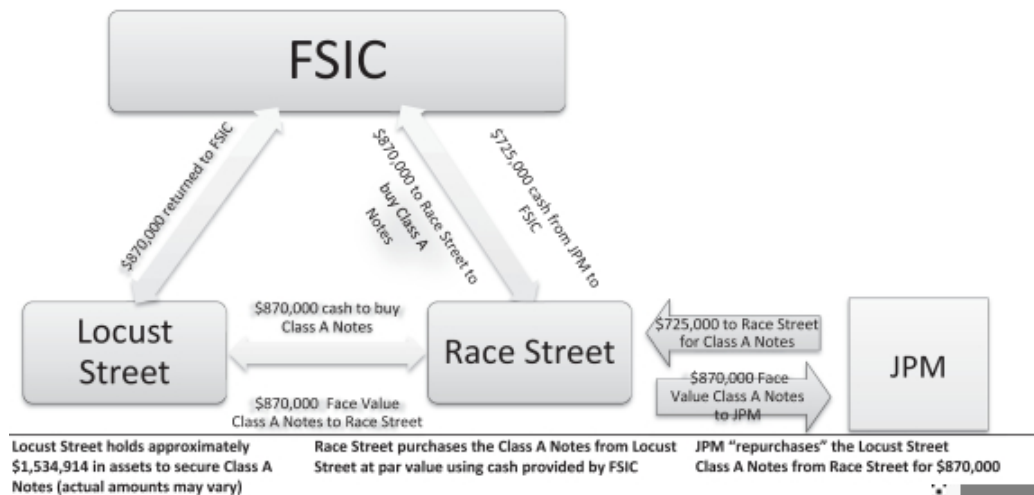 FSIC
$870,000 returned to FSIC
$870,000 to Race Street to
buy Class A
Notes
$725,000 cash from JPM to
FSIC
Locust
Street
$870,000 cash to buy
Class A Notes
$870,000 Face Value
Class A Notes to Race Street
Race Street
$725,000 to Race Street
for Class A Notes
$870,000 Face
Value Class A Notes
to JPM
JPM
Locust Street holds approximately
$1,534,914 in assets to secure Class A
Notes (actual amounts may vary)
Race Street purchases the Class A Notes from Locust
Street at par value using cash provided by FSIC
JPM “repurchases” the Locust Street
Class A Notes from Race Street for $870,000